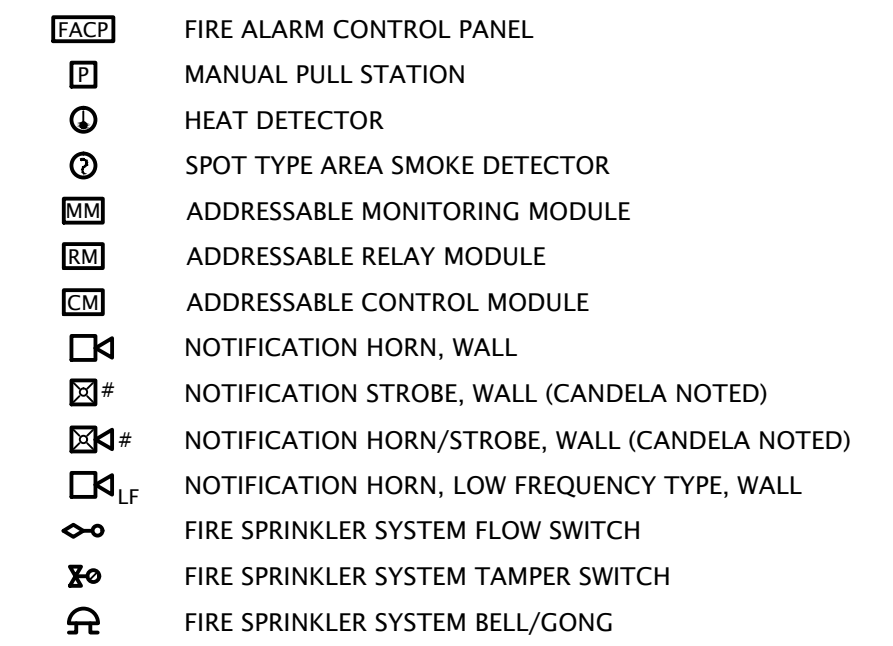 FACP FIRE ALARM CONTROL PANEL
P MANUAL PULL STATION
HEAT DETECTOR
? SPOT TYPE AREA SMOKE DETECTOR
MM ADDRESSABLE MONITORING MODULE
RM ADDRESSABLE RELAY MODULE
CM ADDRESSABLE CONTROL MODULE
NOTIFICATION HORN, WALL
# NOTIFICATION STROBE, WALL (CANDELA NOTED)
# NOTIFICATION HORN/STROBE, WALL (CANDELA NOTED)
LF NOTIFICATION HORN, LOW FREQUENCY TYPE, WALL
FIRE SPRINKLER SYSTEM FLOW SWITCH
FIRE SPRINKLER SYSTEM TAMPER SWITCH
FIRE SPRINKLER SYSTEM BELL/GONG